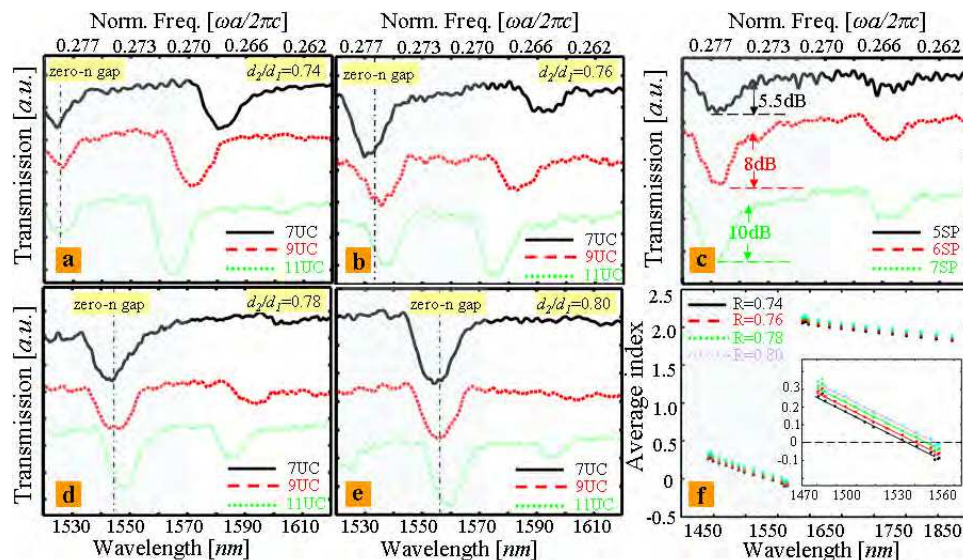 Norm. Freq. [ωa/2πc]
Norm. Freq. [ωa/2πc]
Norm. Freq. [ωa/2πc]
0.277 0.273 0.270 0.266 0.262
0.277 0.273 0.270 0.266 0.262
0.277 0.273 0.270 0.266 0.262
Transmission [a.u.]
zero-n gap
d2/d1=0.74
7UC
9UC
11UC
a
Transmission [a.u.]
zero-n gap
d2/d1=0.76
7UC
9UC
11UC
b
Transmission [a.u.]
5.5dB
8dB
10dB
5SP
6SP
7SP
c
Transmission [a.u.]
zero-n gap
d2/d1=0.78
7UC
9UC
11UC
d
1530 1550 1570 1590 1610
Wavelength [nm]
Transmission [a.u.]
zero-n gap
d2/d1=0.80
7UC
9UC
11UC
e
1530 1550 1570 1590 1610
Wavelength [nm]
Average index
2.5
2.0
1.5
1.0
0.5
0
-0.5
R=0.74
R=0.76
R=0.78
R=0.80
0.3
0.2
0.1
0
0.1
1470 1500 1530 1560
f
1450 1550 1650 1750 1850
Wavelength [nm]